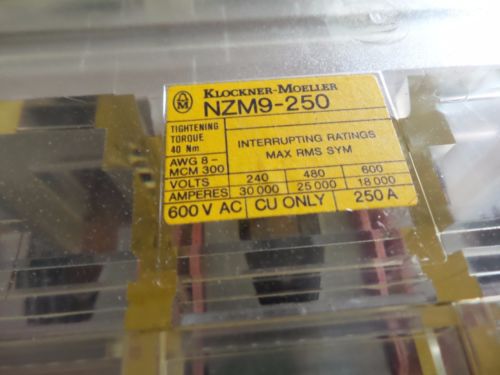 KLOCKNER-MOELLER
NZM9-250
TIGHTENING
TORQUE
40 Nm
AWG 8 –
MCM 300
INTERRUPTING RATINGS
MAX RMS SYM
VOLTS 240 480 600
AMPERES 30 000 25 000 18 000
600 V AC CU ONLY 250 A